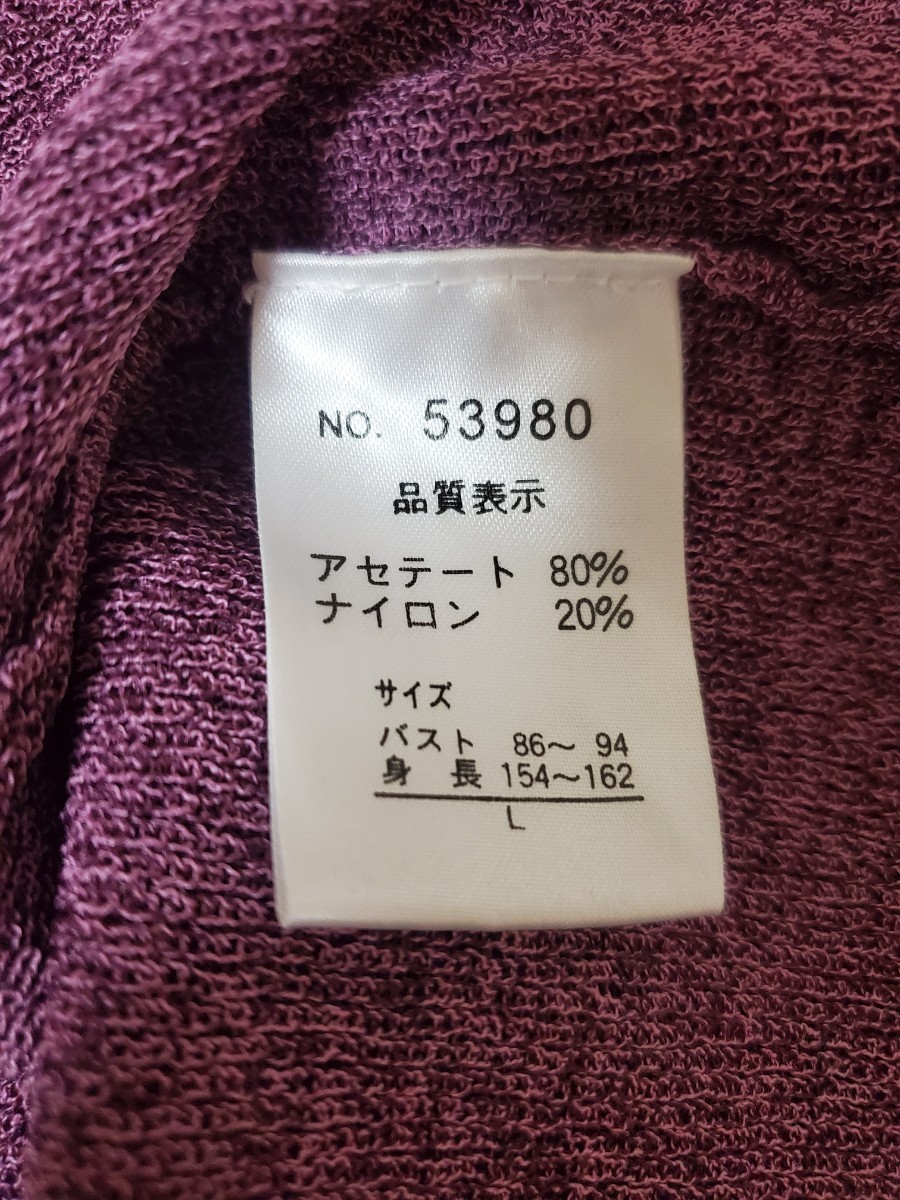 NO. 53980
品質表示
アセテート 80%
ナイロン 20%
サイズ
バスト 86〜 94
身 長 154〜162
L